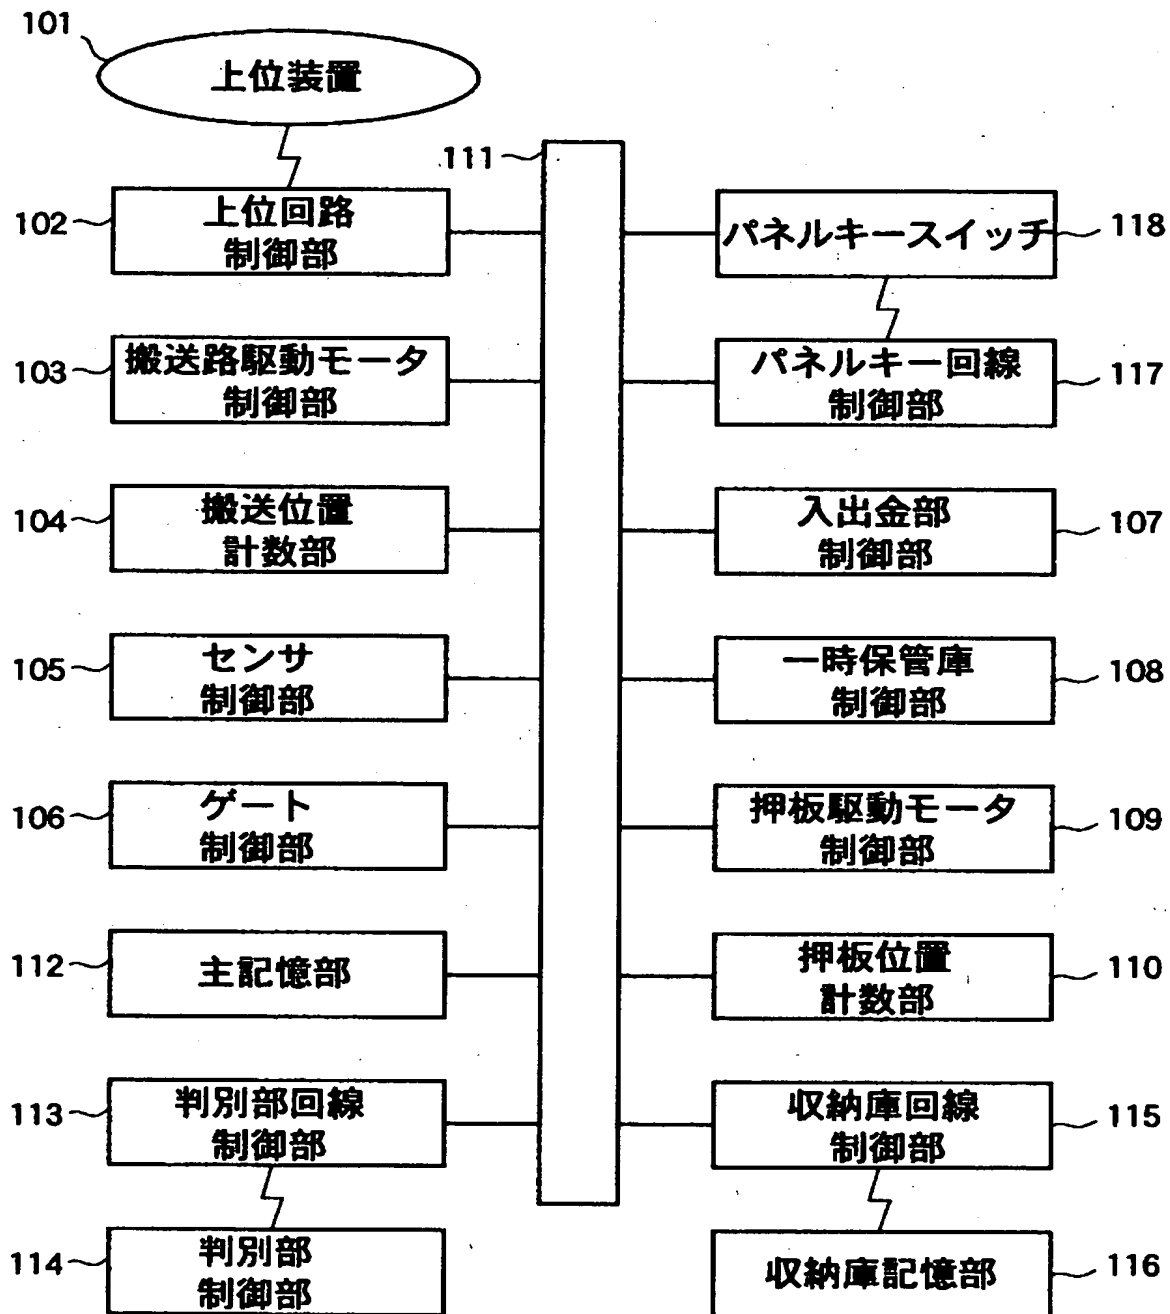 101
上位装置
111
102
上位回路
制御部
パネルキースイッチ
118
103
搬送路駆動モータ
制御部
パネルキー回線
制御部
117
104
搬送位置
計数部
入出金部
制御部
107
105
センサ
制御部
一時保管庫
制御部
108
106
ゲート
制御部
押板駆動モータ
制御部
109
112
主記憶部
押板位置
計数部
110
113
判別部回線
制御部
収納庫回線
制御部
115
114
判別部
制御部
収納庫記憶部
116